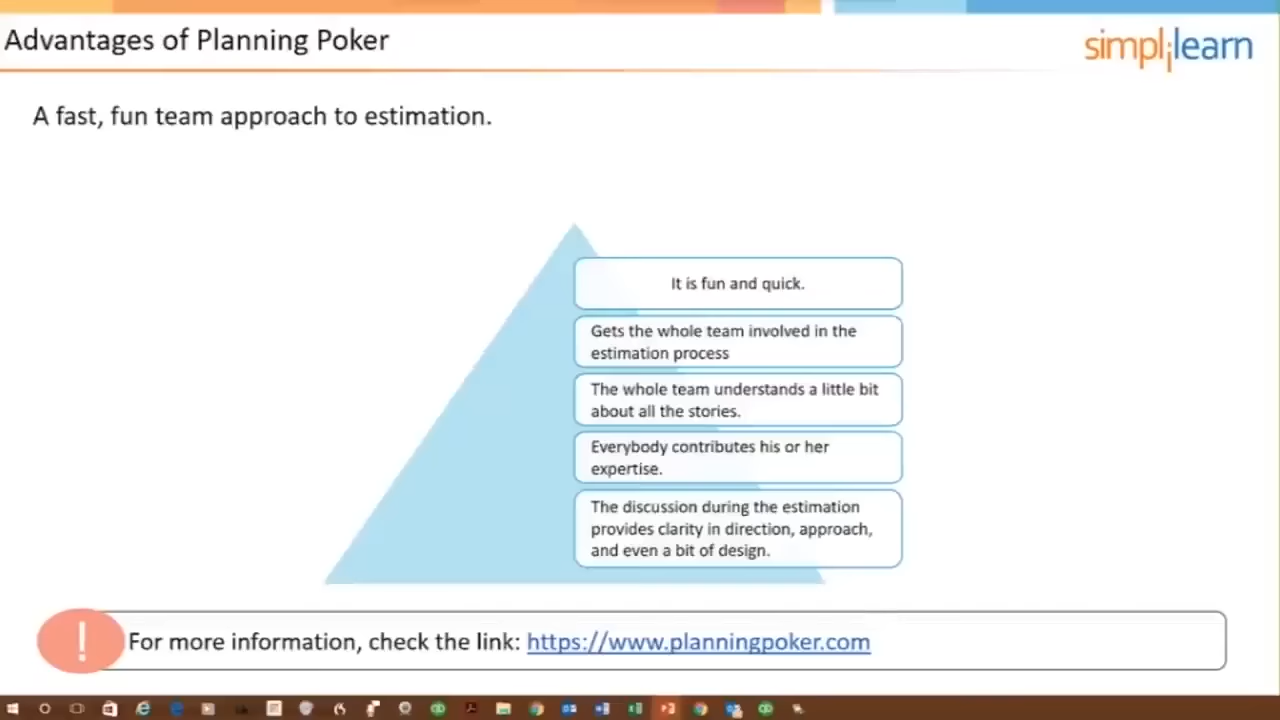 Advantages of Planning Poker
simplilearn
A fast, fun team approach to estimation.
It is fun and quick.
Gets the whole team involved in the
estimation process
The whole team understands a little bit
about all the stories.
Everybody contributes his or her
expertise.
The discussion during the estimation
provides clarity in direction, approach,
and even a bit of design.
! For more information, check the link: https://www.planningpoker.com